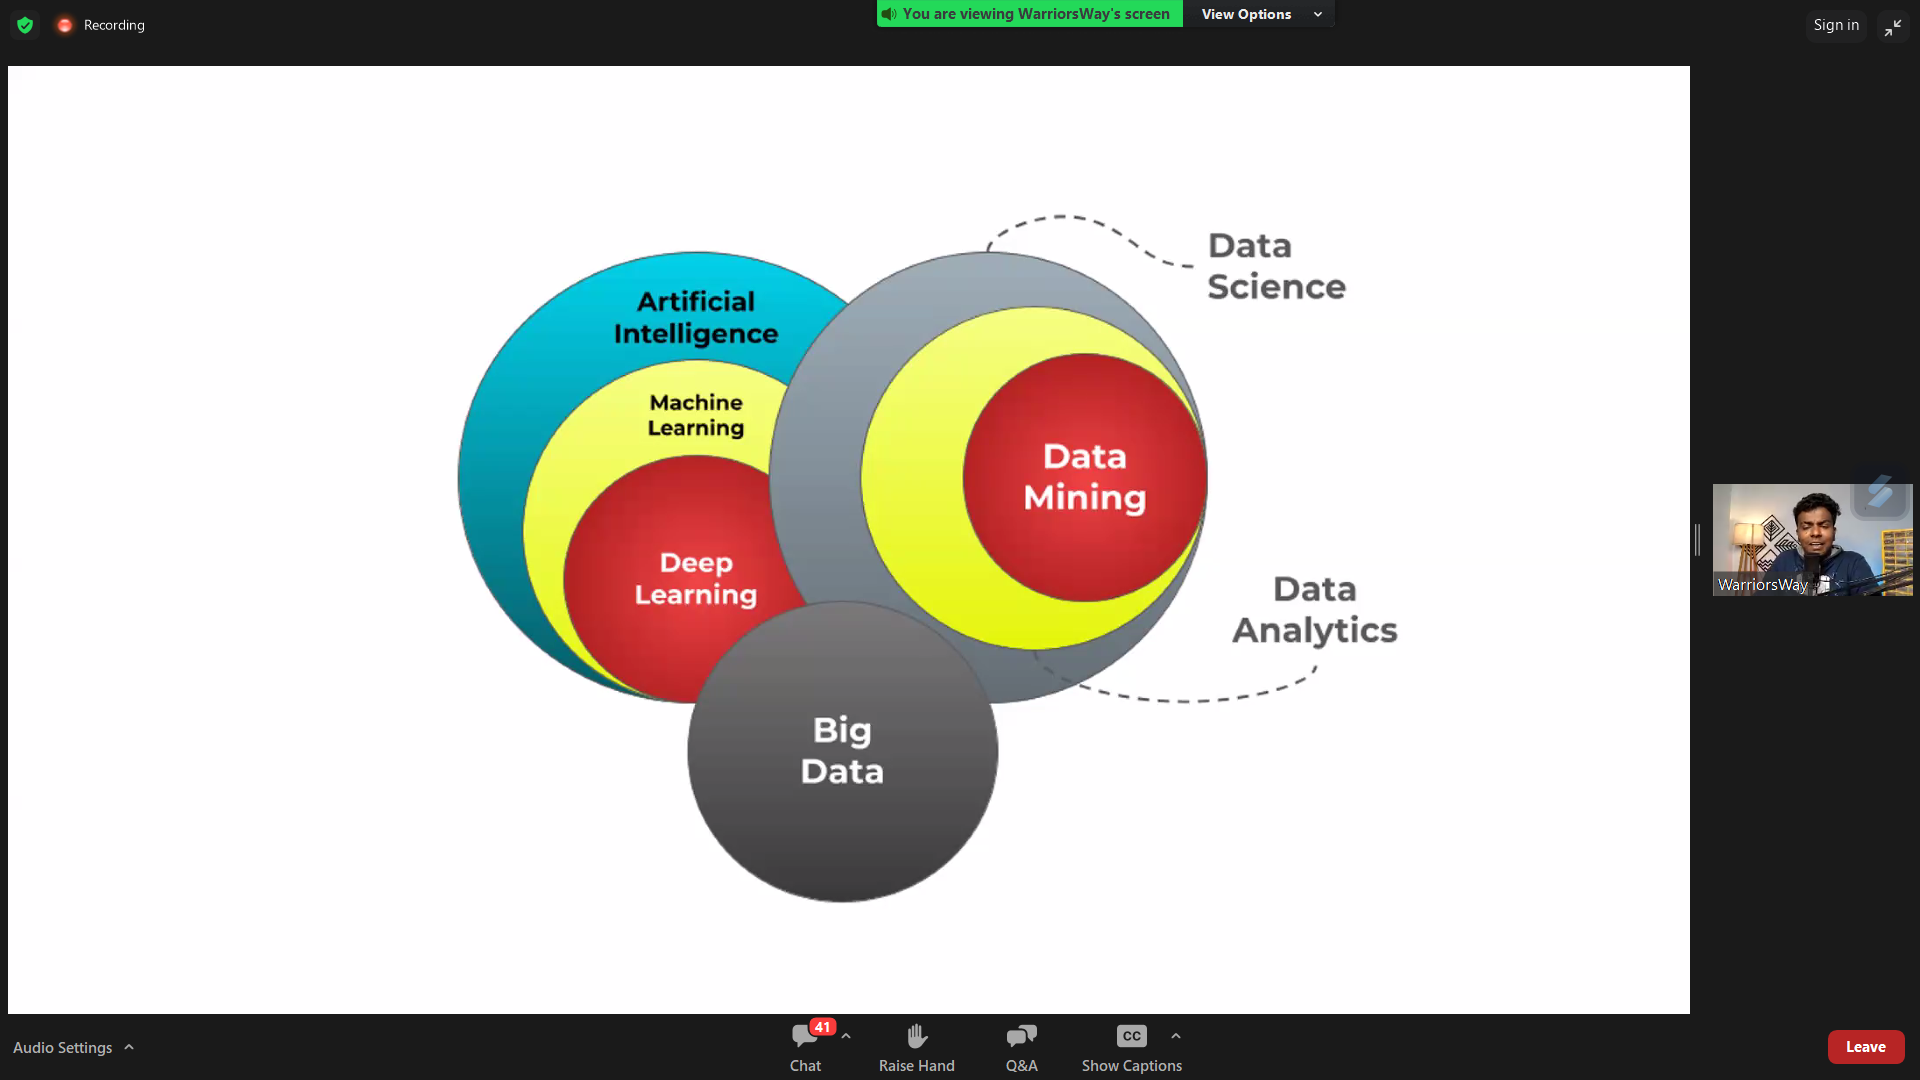 Recording
You are viewing WarriorsWay's screen
View Options
Sign in
Data
Science
Artificial
Intelligence
Machine
Learning
Data
Mining
Deep
Learning
Data
Analytics
WarriorsWay
Big
Data
Audio Settings
41
Chat
Raise Hand
Q&A
CC
Show Captions
Leave